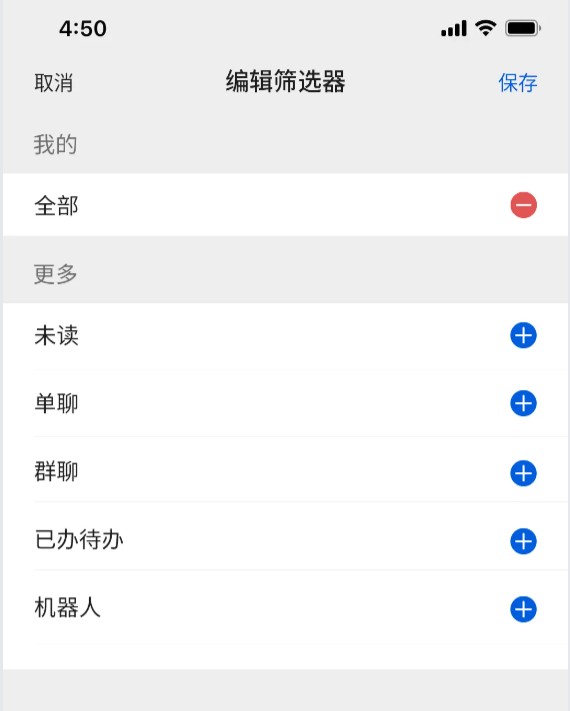 4:50
取消 编辑筛选器 保存
我的
全部
更多
未读
单聊
群聊
已办待办
机器人